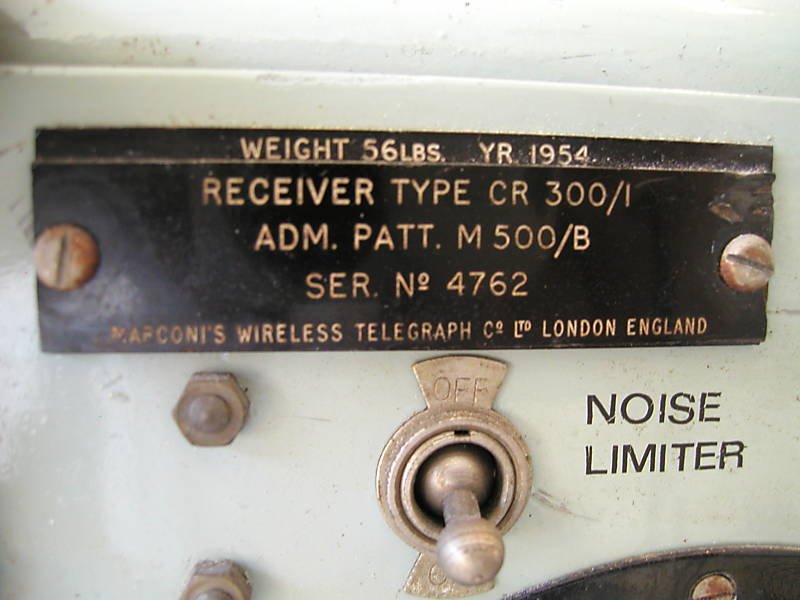 WEIGHT 56LBS. YR 1954
RECEIVER TYPE CR 300/1
ADM. PATT. M 500/B
SER. Nº 4762
MARCONI'S WIRELESS TELEGRAPH Cº LTD LONDON ENGLAND
OFF
NOISE
LIMITER